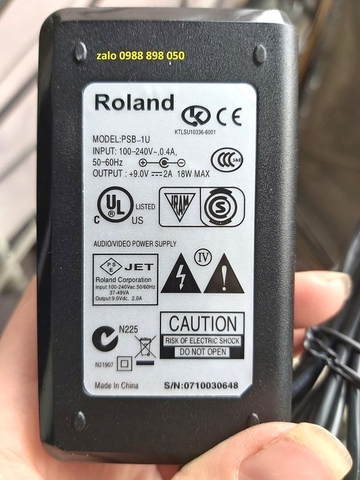 zalo 0988 898 050
Roland
KTLSU10336-6001
MODEL:PSB-1U
INPUT: 100-240V~,0.4A,
50-60Hz
OUTPUT : +9.0V⎓2A 18W MAX
C UL US LISTED
AUDIO/VIDEO POWER SUPPLY
PSE JET
Roland Corporation
Input:100-240Vac.50/60Hz
37-48VA
Output:9.0Vdc. 2.0A
IV
CAUTION
RISK OF ELECTRIC SHOCK
DO NOT OPEN
N225
N21907
Made in China
S/N:0710030648